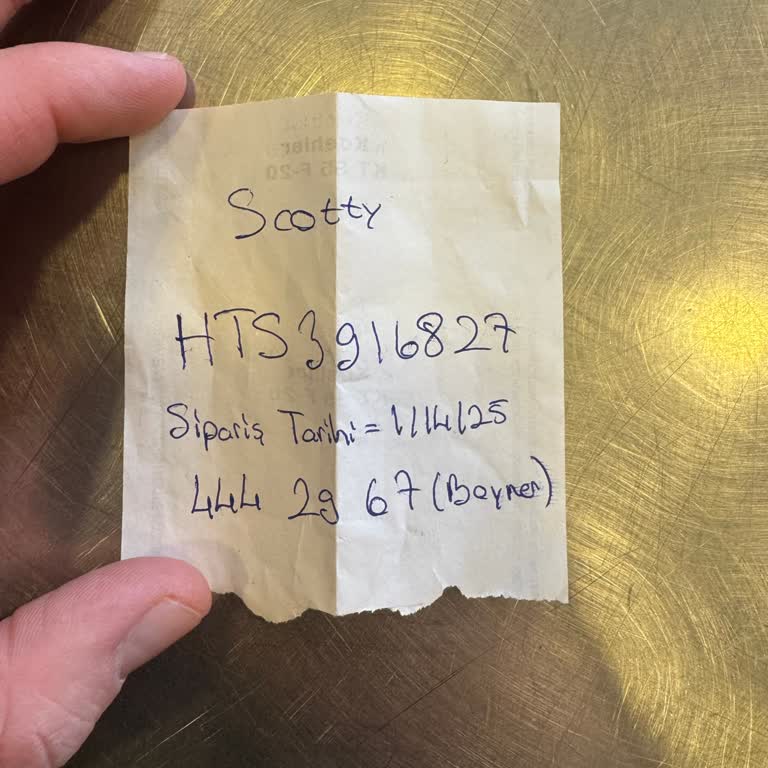 Scotty
HTS3916827
Sipariş Tarihi = 1/14/25
444 29 67 (Boyner)